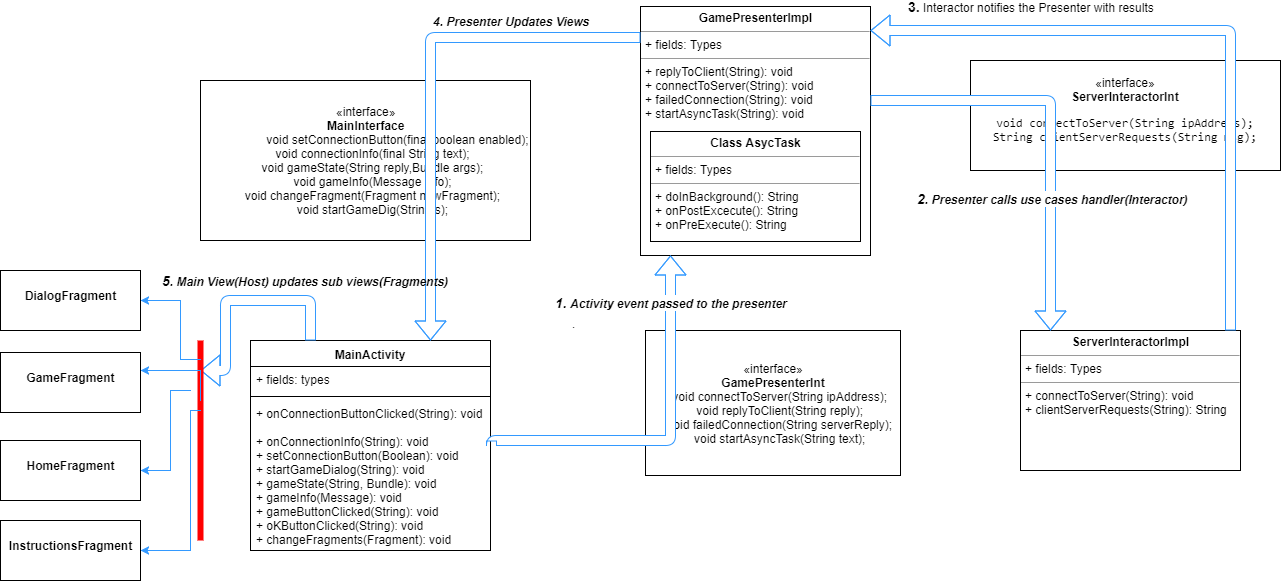 4. Presenter Updates Views
GamePresenterImpl
+ fields: Types
+ replyToClient(String): void
+ connectToServer(String): void
+ failedConnection(String): void
+ startAsyncTask(String): void
Class AsycTask
+ fields: Types
+ doInBackground(): String
+ onPostExcecute(): String
+ onPreExecute(): String
3. Interactor notifies the Presenter with results
«interface»
ServerInteractorInt
void connectToServer(String ipAddress);
String clientServerRequests(String msg);
2. Presenter calls use cases handler(Interactor)
«interface»
MainInterface
void setConnectionButton(final boolean enabled);
void connectionInfo(final String text);
void gameState(String reply,Bundle args);
void gameInfo(Message info);
void changeFragment(Fragment newFragment);
void startGameDig(String s);
5. Main View(Host) updates sub views(Fragments)
1. Activity event passed to the presenter
.
DialogFragment
GameFragment
HomeFragment
InstructionsFragment
MainActivity
+ fields: types
+ onConnectionButtonClicked(String): void
+ onConnectionInfo(String): void
+ setConnectionButton(Boolean): void
+ startGameDialog(String): void
+ gameState(String, Bundle): void
+ gameInfo(Message): void
+ gameButtonClicked(String): void
+ oKButtonClicked(String): void
+ changeFragments(Fragment): void
«interface»
GamePresenterInt
void connectToServer(String ipAddress);
void replyToClient(String reply);
void failedConnection(String serverReply);
void startAsyncTask(String text);
ServerInteractorImpl
+ fields: Types
+ connectToServer(String): void
+ clientServerRequests(String): String